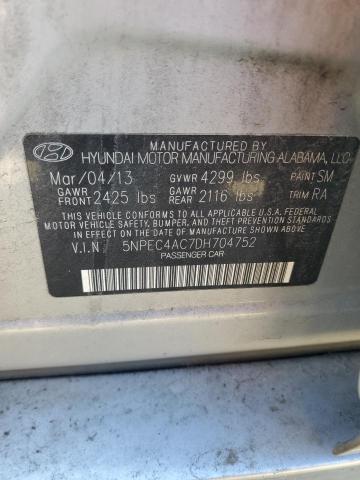 MANUFACTURED BY
HYUNDAI MOTOR MANUFACTURING ALABAMA, LLC
Mar/04/13 GVWR 4299 lbs PAINT SM
GAWR FRONT 2425 lbs GAWR REAR 2116 lbs TRIM RA
THIS VEHICLE CONFORMS TO ALL APPLICABLE U.S. FEDERAL
MOTOR VEHICLE SAFETY, BUMPER, AND THEFT PREVENTION
STANDARDS IN EFFECT ON THE DATE OF MANUFACTURE SHOWN ABOVE.
V.I.N. 5NPEC4AC7DH704752
PASSENGER CAR